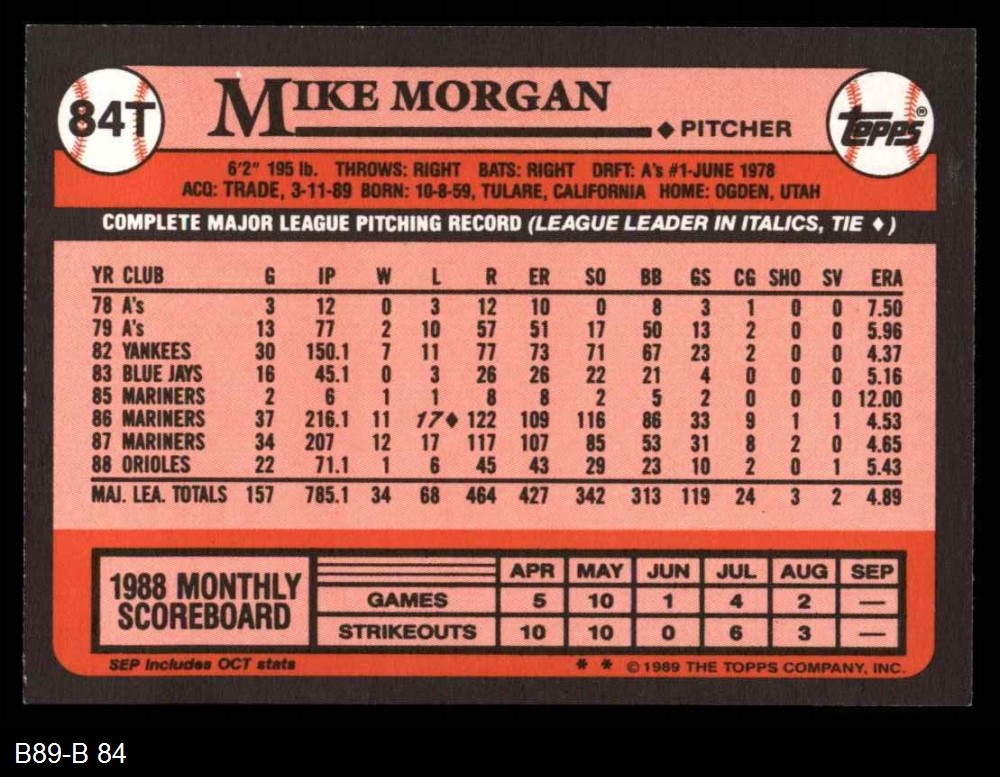 84T
MIKE MORGAN
◆ PITCHER
Topps®
6'2" 195 lb. THROWS: RIGHT BATS: RIGHT DRFT: A's #1-JUNE 1978
ACQ: TRADE, 3-11-89 BORN: 10-8-59, TULARE, CALIFORNIA HOME: OGDEN, UTAH
COMPLETE MAJOR LEAGUE PITCHING RECORD (LEAGUE LEADER IN ITALICS, TIE ♦)
YR CLUB G IP W L R ER SO BB GS CG SHO SV ERA
78 A's 3 12 0 3 12 10 0 8 3 1 0 0 7.50
79 A's 13 77 2 10 57 51 17 50 13 2 0 0 5.96
82 YANKEES 30 150.1 7 11 77 73 71 67 23 2 0 0 4.37
83 BLUE JAYS 16 45.1 0 3 26 26 22 21 4 0 0 0 5.16
85 MARINERS 2 6 1 1 8 8 2 5 2 0 0 0 12.00
86 MARINERS 37 216.1 11 17♦ 122 109 116 86 33 9 1 1 4.53
87 MARINERS 34 207 12 17 117 107 85 53 31 8 2 0 4.65
88 ORIOLES 22 71.1 1 6 45 43 29 23 10 2 0 1 5.43
MAJ. LEA. TOTALS 157 785.1 34 68 464 427 342 313 119 24 3 2 4.89
1988 MONTHLY
SCOREBOARD
APR MAY JUN JUL AUG SEP
GAMES 5 10 1 4 2 —
STRIKEOUTS 10 10 0 6 3 —
SEP Includes OCT stats
* * © 1989 THE TOPPS COMPANY, INC.
B89-B 84